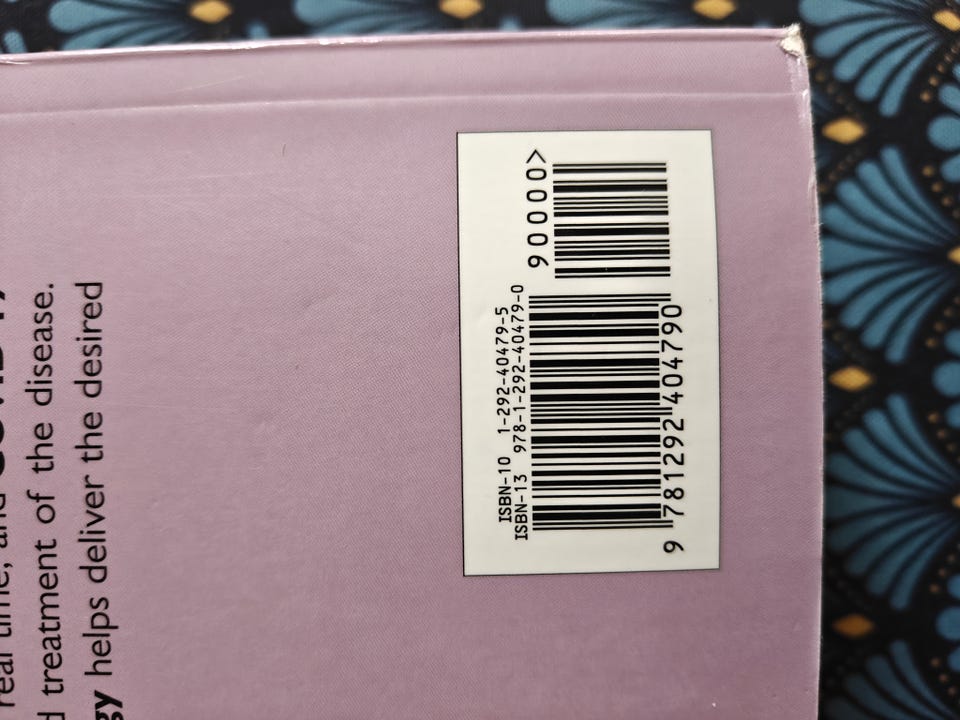 real time, and
d treatment of the disease.
gy helps deliver the desired
ISBN-10 1-292-40479-5
ISBN-13 978-1-292-40479-0
90000>
9 781292 404790